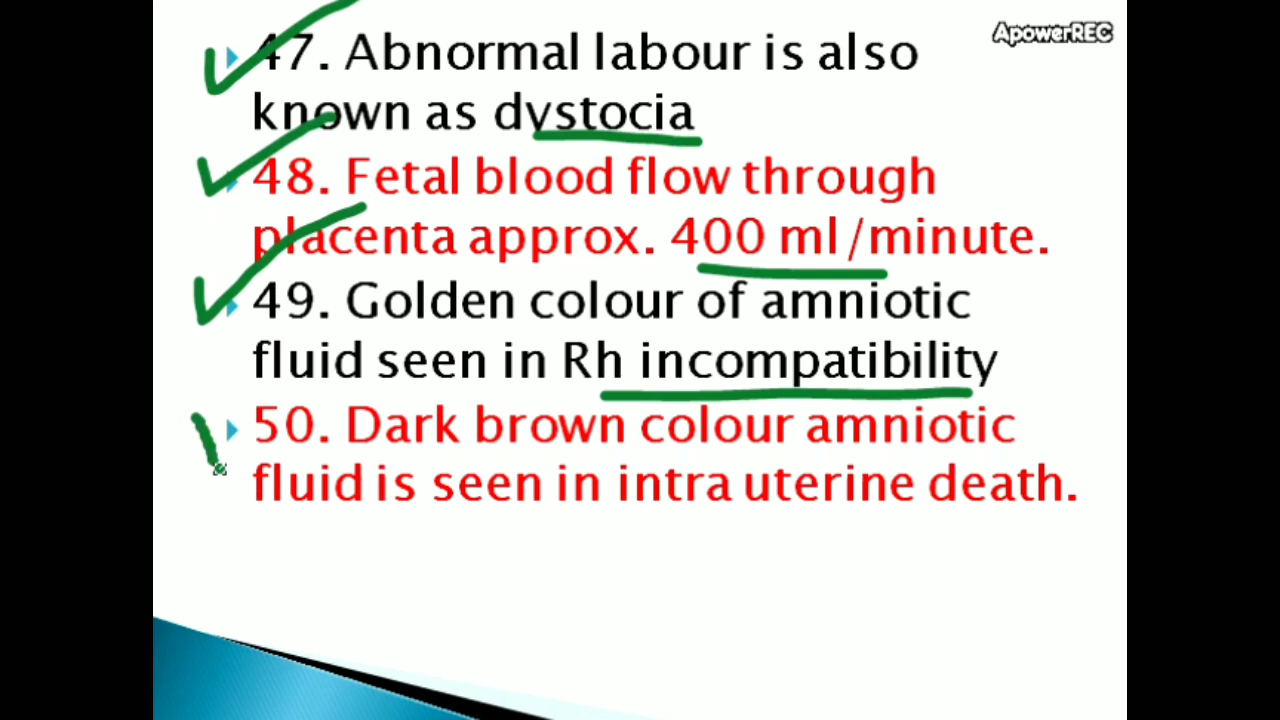 ApowerREC
47. Abnormal labour is also
known as dystocia
48. Fetal blood flow through
placenta approx. 400 ml/minute.
49. Golden colour of amniotic
fluid seen in Rh incompatibility
50. Dark brown colour amniotic
fluid is seen in intra uterine death.